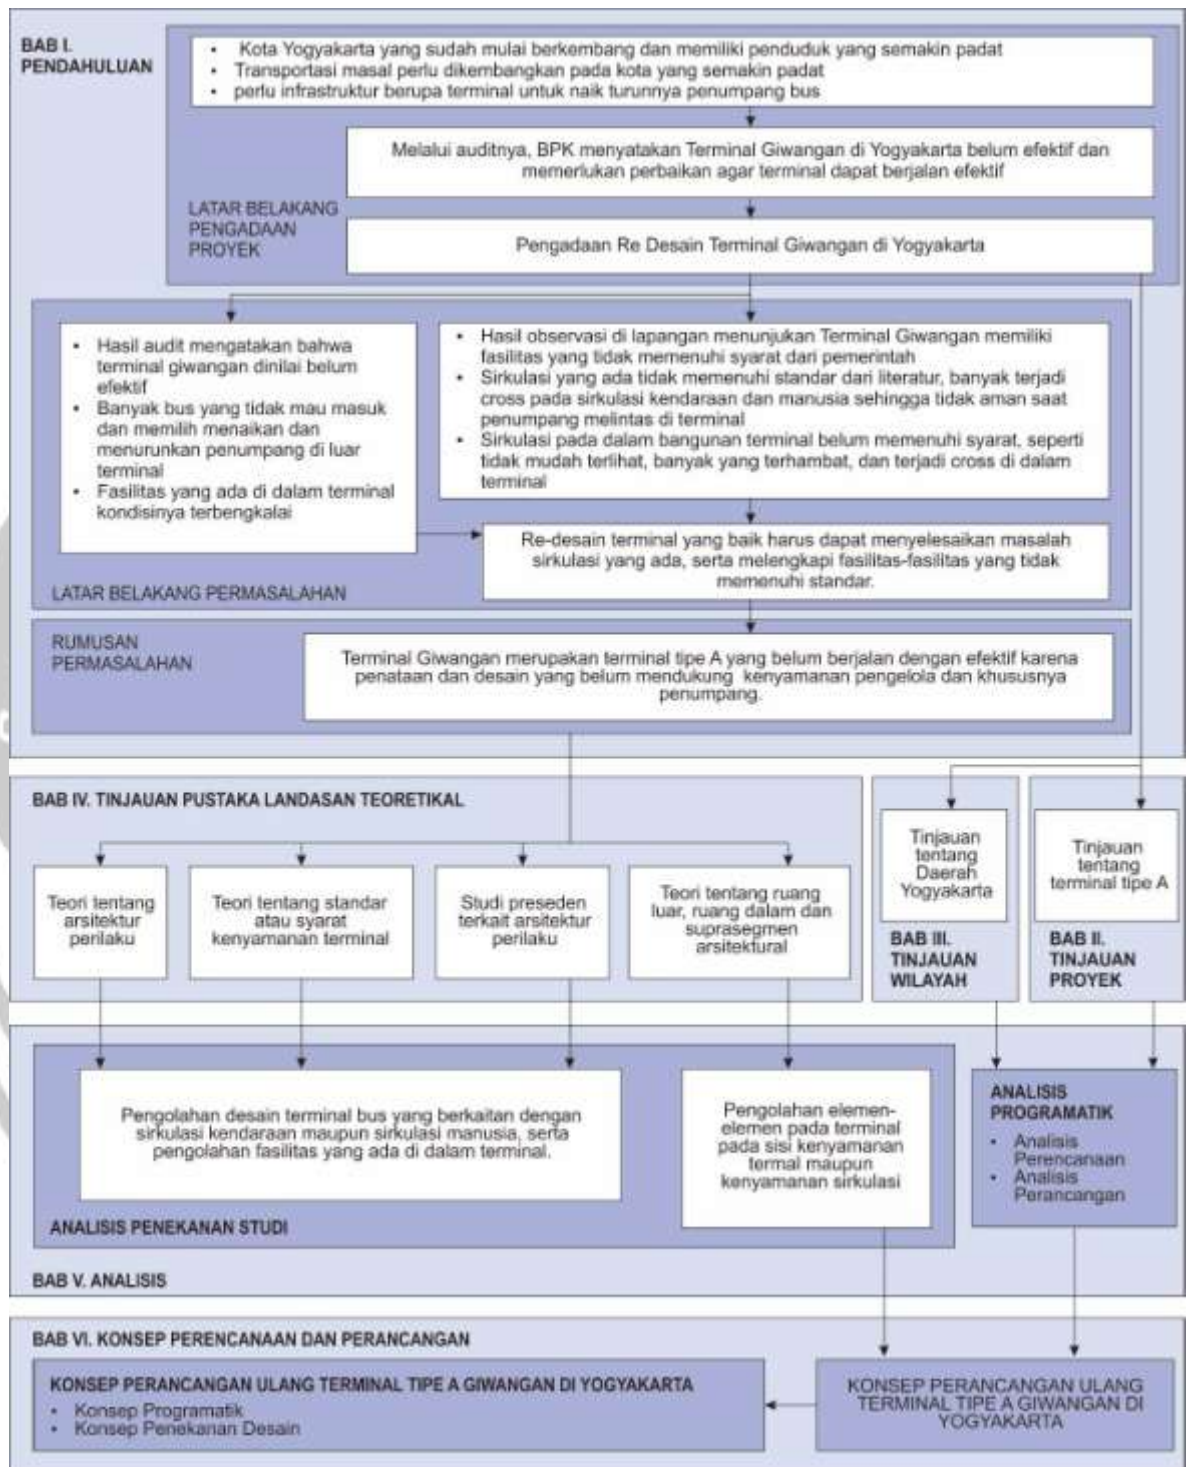 BAB I.
PENDAHULUAN
• Kota Yogyakarta yang sudah mulai berkembang dan memiliki penduduk yang semakin padat
• Transportasi masal perlu dikembangkan pada kota yang semakin padat
• perlu infrastruktur berupa terminal untuk naik turunnya penumpang bus
Melalui auditnya, BPK menyatakan Terminal Giwangan di Yogyakarta belum efektif dan
memerlukan perbaikan agar terminal dapat berjalan efektif
LATAR BELAKANG
PENGADAAN
PROYEK
Pengadaan Re Desain Terminal Giwangan di Yogyakarta
• Hasil audit mengatakan bahwa
terminal giwangan dinilai belum
efektif
• Banyak bus yang tidak mau masuk
dan memilih menaikan dan
menurunkan penumpang di luar
terminal
• Fasilitas yang ada di dalam terminal
kondisinya terbengkalai
• Hasil observasi di lapangan menunjukan Terminal Giwangan memiliki
fasilitas yang tidak memenuhi syarat dari pemerintah
• Sirkulasi yang ada tidak memenuhi standar dari literatur, banyak terjadi
cross pada sirkulasi kendaraan dan manusia sehingga tidak aman saat
penumpang melintas di terminal
• Sirkulasi pada dalam bangunan terminal belum memenuhi syarat, seperti
tidak mudah terlihat, banyak yang terhambat, dan terjadi cross di dalam
terminal
Re-desain terminal yang baik harus dapat menyelesaikan masalah
sirkulasi yang ada, serta melengkapi fasilitas-fasilitas yang tidak
memenuhi standar.
LATAR BELAKANG PERMASALAHAN
RUMUSAN
PERMASALAHAN
Terminal Giwangan merupakan terminal tipe A yang belum berjalan dengan efektif karena
penataan dan desain yang belum mendukung kenyamanan pengelola dan khususnya
penumpang.
BAB IV. TINJAUAN PUSTAKA LANDASAN TEORETIKAL
Teori tentang
arsitektur
perilaku
Teori tentang standar
atau syarat
kenyamanan terminal
Studi preseden
terkait arsitektur
perilaku
Teori tentang ruang
luar, ruang dalam dan
suprasegmen
arsitektural
Tinjauan
tentang
Daerah
Yogyakarta
BAB III.
TINJAUAN
WILAYAH
Tinjauan
tentang
terminal tipe A
BAB II.
TINJAUAN
PROYEK
Pengolahan desain terminal bus yang berkaitan dengan
sirkulasi kendaraan maupun sirkulasi manusia, serta
pengolahan fasilitas yang ada di dalam terminal.
Pengolahan elemen-
elemen pada terminal
pada sisi kenyamanan
termal maupun
kenyamanan sirkulasi
ANALISIS PENEKANAN STUDI
ANALISIS
PROGRAMATIK
• Analisis
Perencanaan
• Analisis
Perancangan
BAB V. ANALISIS
BAB VI. KONSEP PERENCANAAN DAN PERANCANGAN
KONSEP PERANCANGAN ULANG TERMINAL TIPE A GIWANGAN DI YOGYAKARTA
• Konsep Programatik
• Konsep Penekanan Desain
KONSEP PERANCANGAN ULANG
TERMINAL TIPE A GIWANGAN DI
YOGYAKARTA